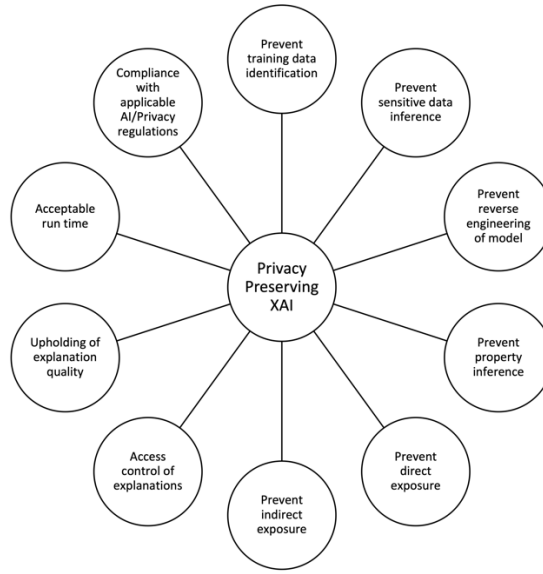 Prevent
training data
identification
Prevent
sensitive data
inference
Prevent
reverse
engineering
of model
Prevent
property
inference
Prevent
direct
exposure
Prevent
indirect
exposure
Access
control of
explanations
Upholding of
explanation
quality
Acceptable
run time
Compliance
with
applicable
AI/Privacy
regulations
Privacy
Preserving
XAI